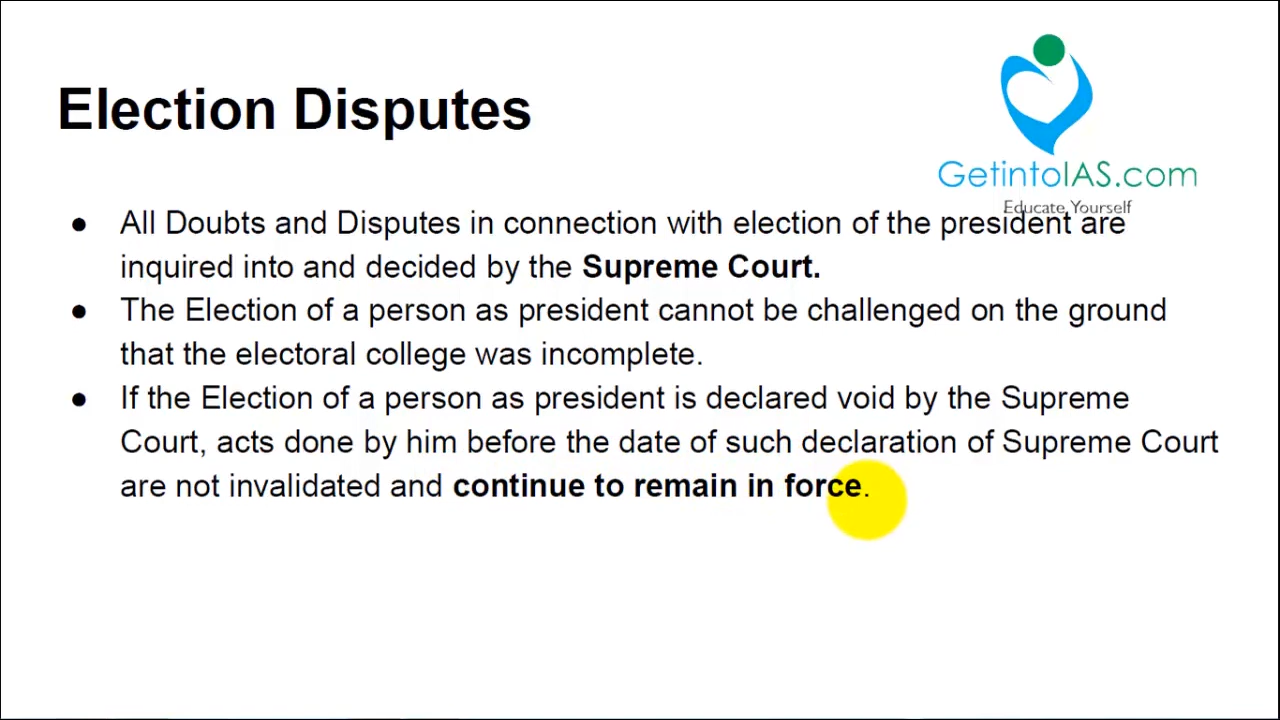 Election Disputes
GetintoIAS.com
Educate Yourself
● All Doubts and Disputes in connection with election of the president are
inquired into and decided by the Supreme Court.
● The Election of a person as president cannot be challenged on the ground
that the electoral college was incomplete.
● If the Election of a person as president is declared void by the Supreme
Court, acts done by him before the date of such declaration of Supreme Court
are not invalidated and continue to remain in force.